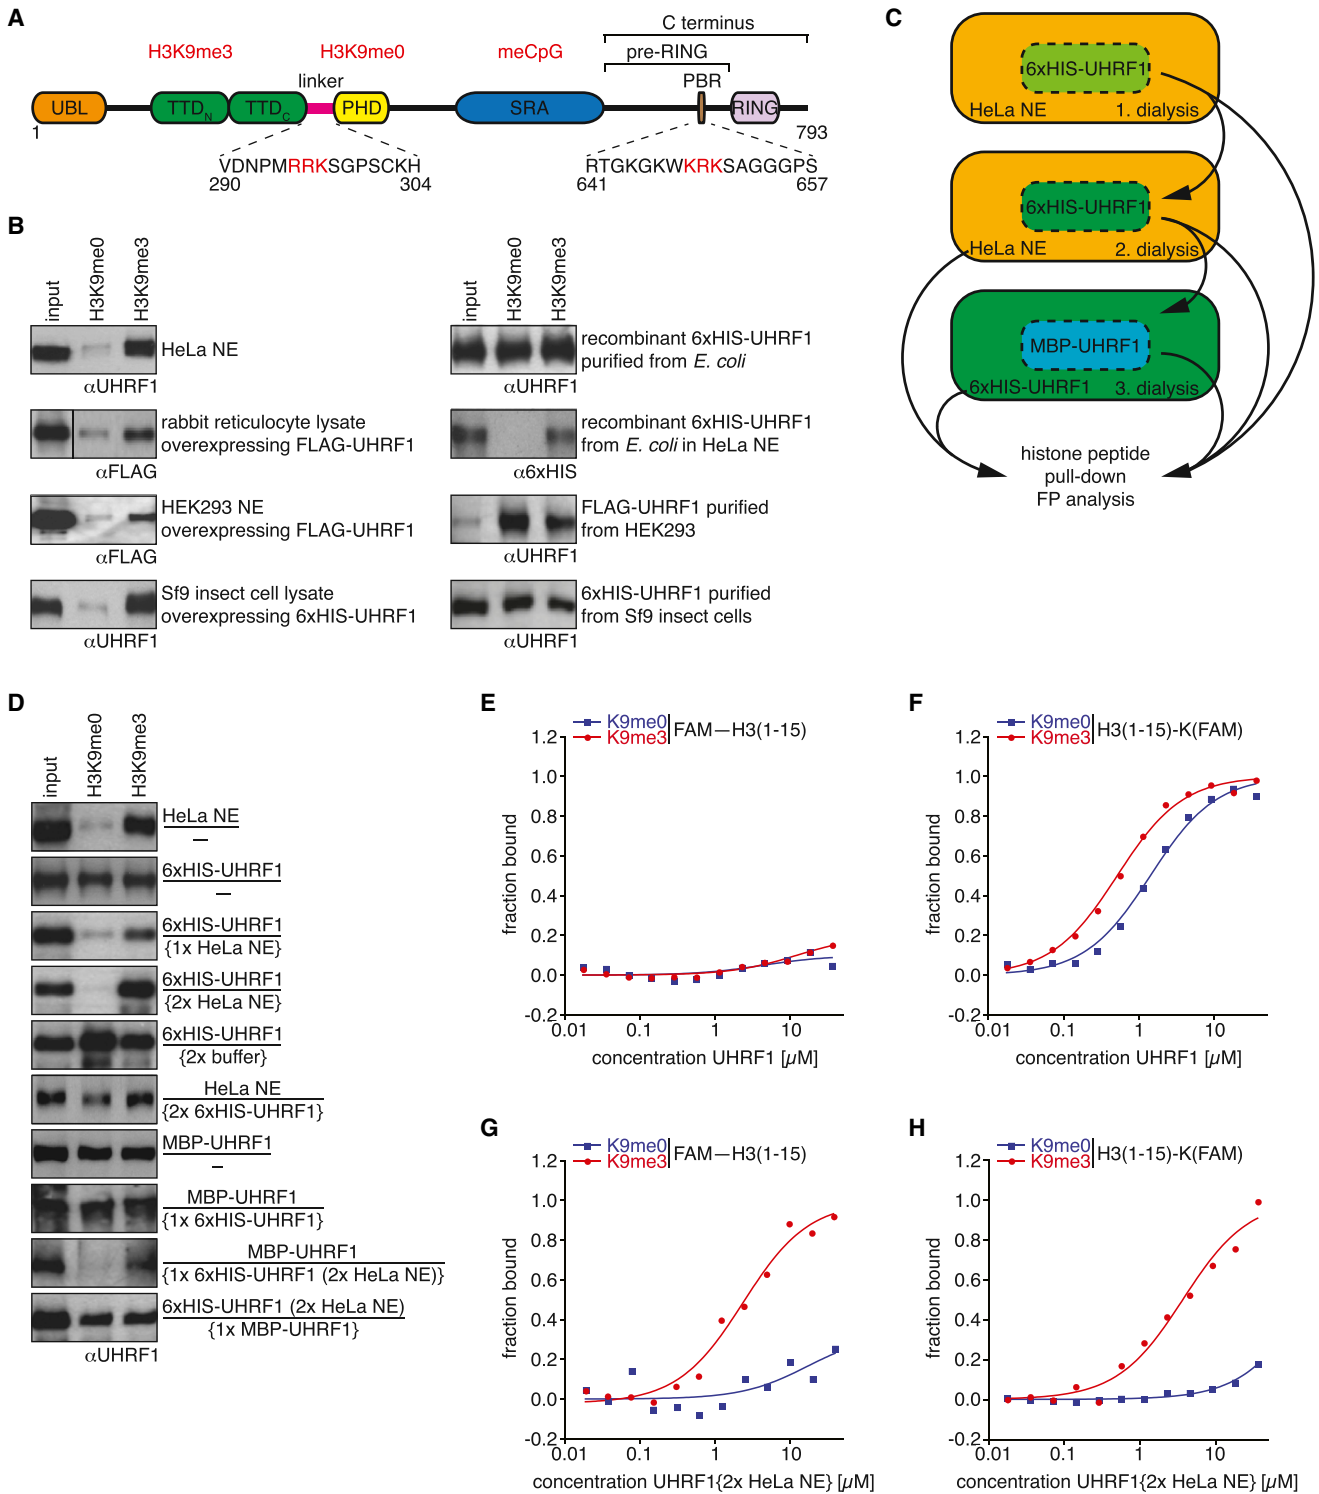 A
C terminus
H3K9me3
H3K9me0
meCpG
pre-RING
linker
PBR
UBL
TTDN
TTDC
PHD
SRA
RING
1
793
VDNPMRRKSGPSCKH
290
304
RTGKGKWKRKSAGGGPS
641
657
B
input
H3K9me0
H3K9me3
HeLa NE
αUHRF1
rabbit reticulocyte lysate
overexpressing FLAG-UHRF1
αFLAG
HEK293 NE
overexpressing FLAG-UHRF1
αFLAG
Sf9 insect cell lysate
overexpressing 6xHIS-UHRF1
αUHRF1
input
H3K9me0
H3K9me3
recombinant 6xHIS-UHRF1
purified from E. coli
αUHRF1
recombinant 6xHIS-UHRF1
from E. coli in HeLa NE
α6xHIS
FLAG-UHRF1 purified
from HEK293
αUHRF1
6xHIS-UHRF1 purified
from Sf9 insect cells
αUHRF1
C
6xHIS-UHRF1
HeLa NE
1. dialysis
6xHIS-UHRF1
HeLa NE
2. dialysis
MBP-UHRF1
6xHIS-UHRF1
3. dialysis
histone peptide
pull-down
FP analysis
D
input
H3K9me0
H3K9me3
HeLa NE
–
6xHIS-UHRF1
–
6xHIS-UHRF1
{1x HeLa NE}
6xHIS-UHRF1
{2x HeLa NE}
6xHIS-UHRF1
{2x buffer}
HeLa NE
{2x 6xHIS-UHRF1}
MBP-UHRF1
–
MBP-UHRF1
{1x 6xHIS-UHRF1}
MBP-UHRF1
{1x 6xHIS-UHRF1 (2x HeLa NE)}
6xHIS-UHRF1 (2x HeLa NE)
{1x MBP-UHRF1}
αUHRF1
E
K9me0
K9me3
FAM—H3(1-15)
1.2
1.0
0.8
0.6
0.4
0.2
0.0
-0.2
fraction bound
0.01
0.1
1
10
concentration UHRF1 [µM]
F
K9me0
K9me3
H3(1-15)-K(FAM)
1.2
1.0
0.8
0.6
0.4
0.2
0.0
-0.2
fraction bound
0.01
0.1
1
10
concentration UHRF1 [µM]
G
K9me0
K9me3
FAM—H3(1-15)
1.2
1.0
0.8
0.6
0.4
0.2
0.0
-0.2
fraction bound
0.01
0.1
1
10
concentration UHRF1{2x HeLa NE} [µM]
H
K9me0
K9me3
H3(1-15)-K(FAM)
1.2
1.0
0.8
0.6
0.4
0.2
0.0
-0.2
fraction bound
0.01
0.1
1
10
concentration UHRF1{2x HeLa NE} [µM]